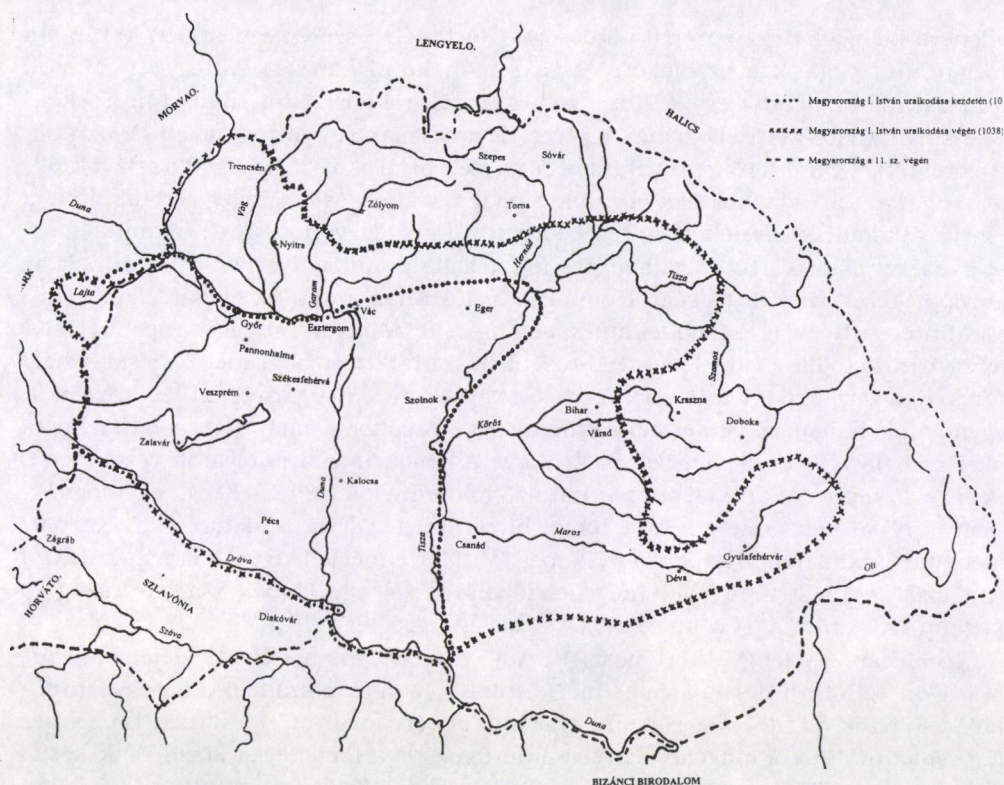 LENGYELO.
MORVAO.
HALICS
Magyarország I. István uralkodása kezdetén (10
Magyarország I. István uralkodása végén (1038
Magyarország a 11. sz. végén
Trencsén
Szepes
Sóvár
Duna
Vág
Zólyom
Torna
Nyitra
Hernád
Tisza
Lajta
Garam
Vác
Eger
Győr
Esztergom
Pannonhalma
Szamos
Székesfehérvá
Veszprém
Szolnok
Bihar
Kraszna
Doboka
Zalavár
Körös
Várad
Duna
Kalocsa
Pécs
Zágráb
Tisza
Csanád
Maros
Gyulafehérvár
Déva
Olt
Dráva
HORVÁTO.
SZLAVÓNIA
Diakóvár
Száva
Duna
BIZÁNCI BIRODALOM